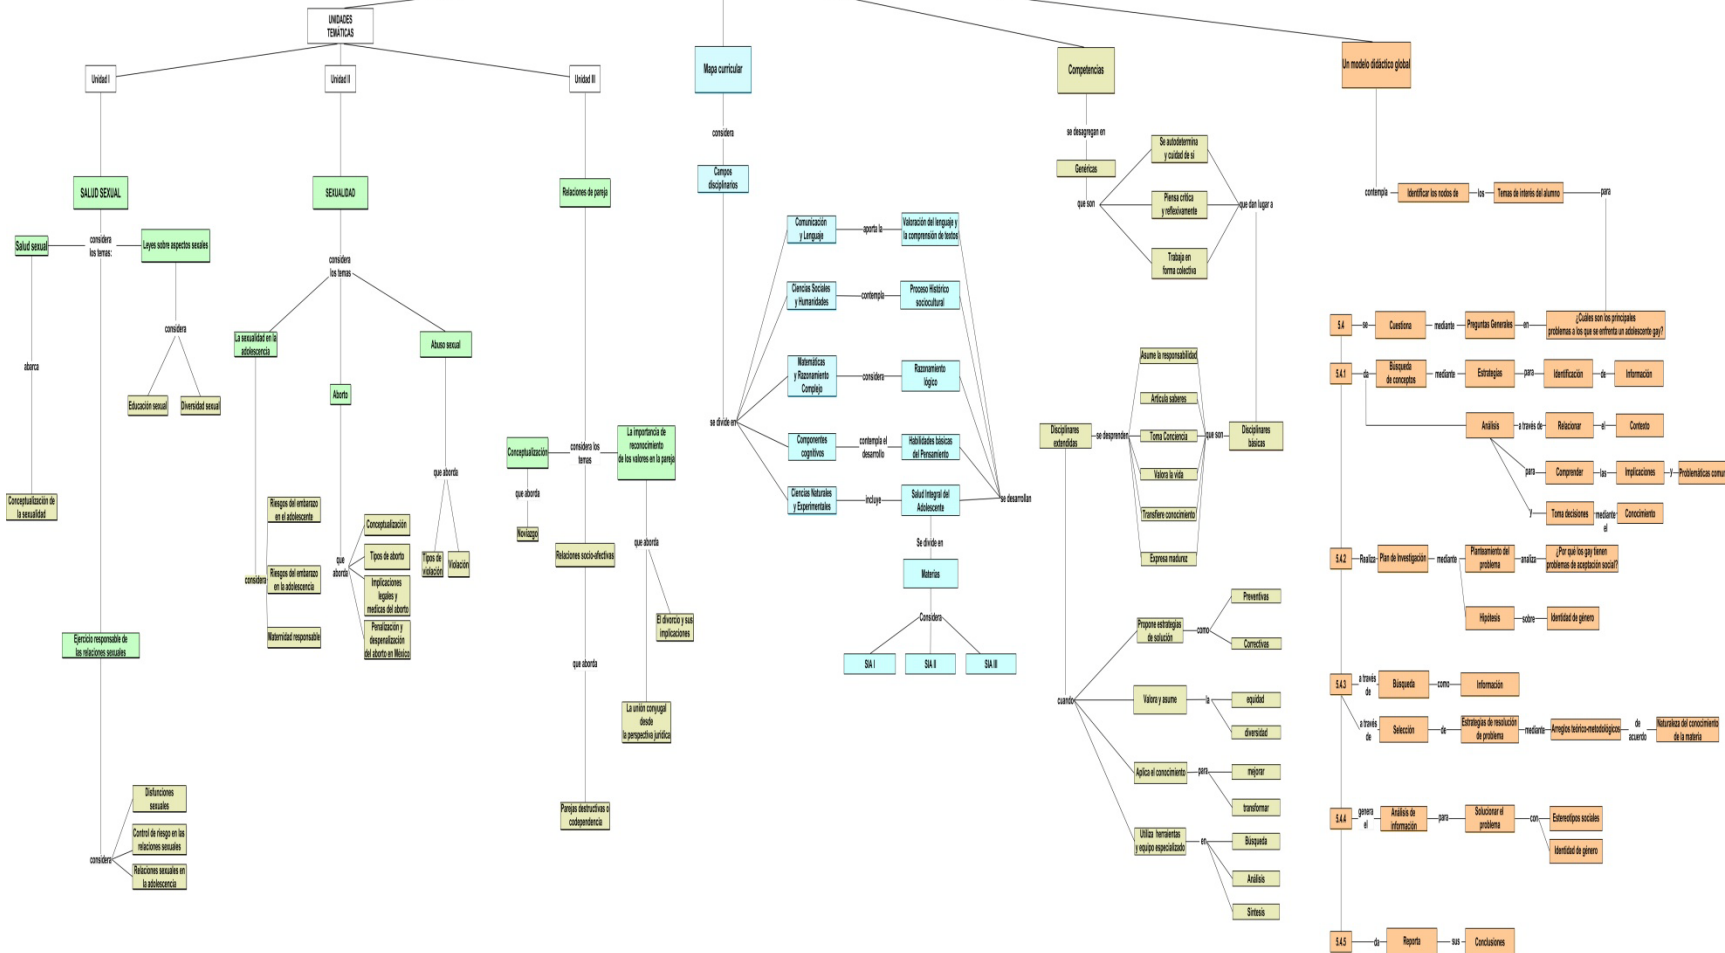 UNIDADES
TEMÁTICAS
Unidad I
Unidad II
Unidad III
SALUD SEXUAL
Salud sexual
considera
los temas:
Leyes sobre aspectos sexales
abarca
considera
Educación sexual
Diversidad sexual
Conceptualización de
la sexualidad
Ejercicio responsable de
las relaciones sexuales
considera
Disfunciones
sexuales
Control de riesgo en las
relaciones sexuales
Relaciones sexuales en
la adolescencia
SEXUALIDAD
considera
los temas
La sexualidad en la
adolescencia
Aborto
Abuso sexual
considera
Riesgos del embarazo
en el adolescente
Riesgos del embarazo
en la adolescencia
Maternidad responsable
que
aborda
Conceptualización
Tipos de aborto
Implicaciones
legales y
medicas del aborto
Penalización y
despenalización
del aborto en México
que aborda
Tipos de
violación
Violación
Relaciones de pareja
Conceptualización
considera los
temas
La importancia de
reconocimiento
de los valores en la pareja
que aborda
Noviazgo
Relaciones socio-afectivas
que aborda
Parejas destructivas o
codependencia
que aborda
El divorcio y sus
implicaciones
La unión conyugal
desde
la perspectiva jurídica
Mapa curricular
considera
Campos
disciplinarios
se divide en
Comunicación
y Lenguaje
aporta la
Valoración del lenguaje y
la comprensión de textos
Ciencias Sociales
y Humanidades
contempla
Proceso Histórico
sociocultural
Matemáticas
y Razonamiento
Complejo
considera
Razonamiento
lógico
Componentes
cognitivos
contempla el
desarrollo
Habilidades básicas
del Pensamiento
Ciencias Naturales
y Experimentales
incluye
Salud Integral del
Adolescente
se desarrollan
Se divide en
Materias
Considera
SIA I
SIA II
SIA III
Competencias
se desagregan en
Genéricas
que son
Se autodetermina
y cuidad de si
Piensa crítica
y reflexivamente
Trabaja en
forma colectiva
que dan lugar a
Disciplinares
básicas
que son
Asume la responsabilidad
Articula saberes
Toma Conciencia
Valora la vida
Transfiere conocimiento
Expresa madurez
se desprenden
Disciplinares
extendidas
cuando
Propone estrategias
de solución
como
Preventivas
Correctivas
Valora y asume
la
equidad
diversidad
Aplica el conocimiento
para
mejorar
transformar
Utiliza herraientas
y equipo especializado
en
Búsqueda
Análisis
Síntesis
Un modelo didáctico global
contempla
Identificar los nodos de
los
Temas de interés del alumno
para
5.4
se
Cuestiona
mediante
Preguntas Generales
en
¿Cuáles son los principales
problemas a los que se enfrenta un adolescente gay?
5.4.1
da
Búsqueda
de conceptos
mediante
Estrategias
para
Identificación
de
Información
Análisis
a través de
Relacionar
el
Contexto
para
Comprender
las
Implicaciones
y
Problemáticas comun
y
Toma decisiones
mediante
el
Conocimiento
5.4.2
Realiza
Plan de Investigación
mediante
Planteamiento del
problema
analiza
¿Por qué los gay tienen
problemas de aceptación social?
Hipótesis
sobre
Identidad de género
5.4.3
a través
de
Búsqueda
como
Información
a través
de
Selección
de
Estrategias de resolución
de problema
mediante
Arreglos teórico-metodológicos
de
acuerdo
Naturaleza del conocimiento
de la materia
5.4.4
genera
el
Análisis de
información
para
Solucionar el
problema
con
Estereotipos sociales
Identidad de género
5.4.5
da
Reporta
sus
Conclusiones